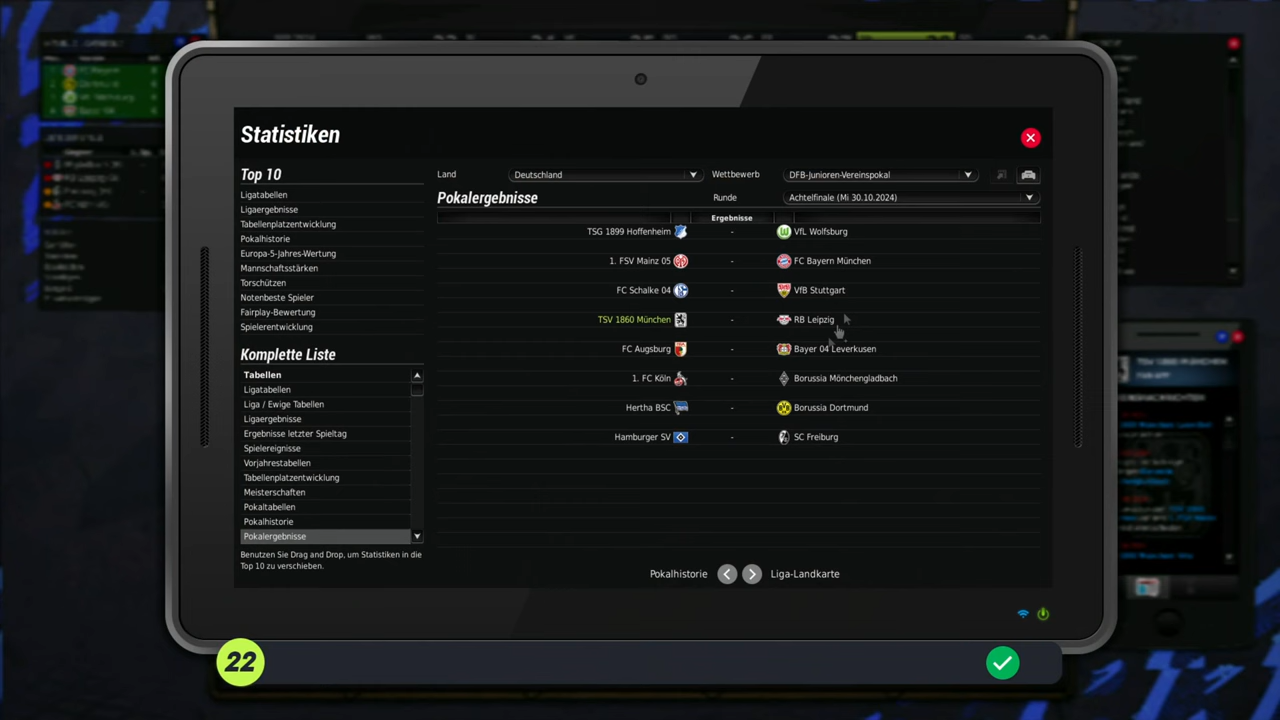 Statistiken
Top 10
Ligatabellen
Ligaergebnisse
Tabellenplatzentwicklung
Pokalhistorie
Europa-5-Jahres-Wertung
Mannschaftsstärken
Torschützen
Notenbeste Spieler
Fairplay-Bewertung
Spielerentwicklung
Komplette Liste
Tabellen
Ligatabellen
Liga / Ewige Tabellen
Ligaergebnisse
Ergebnisse letzter Spieltag
Spielereignisse
Vorjahrestabellen
Tabellenplatzentwicklung
Meisterschaften
Pokaltabellen
Pokalhistorie
Pokalergebnisse
Benutzen Sie Drag and Drop, um Statistiken in die
Top 10 zu verschieben.
Land Deutschland Wettbewerb DFB-Junioren-Vereinspokal
Pokalergebnisse Runde Achtelfinale (Mi 30.10.2024)
Ergebnisse
TSG 1899 Hoffenheim - VfL Wolfsburg
1. FSV Mainz 05 - FC Bayern München
FC Schalke 04 - VfB Stuttgart
TSV 1860 München - RB Leipzig
FC Augsburg - Bayer 04 Leverkusen
1. FC Köln - Borussia Mönchengladbach
Hertha BSC - Borussia Dortmund
Hamburger SV - SC Freiburg
Pokalhistorie Liga-Landkarte
22